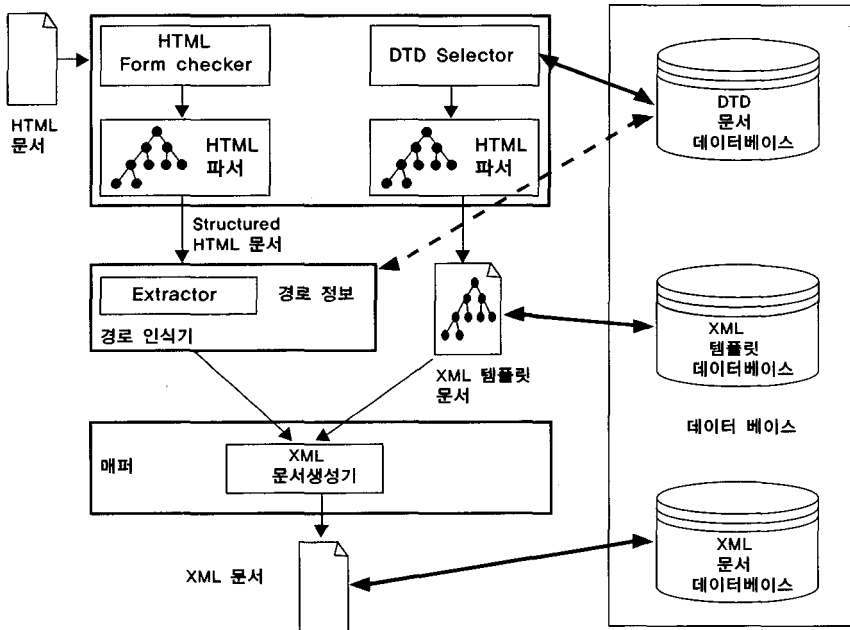 HTML
Form checker
DTD Selector
HTML
문서
HTML
파서
HTML
파서
DTD
문서
데이터베이스
Structured
HTML 문서
Extractor
경로 정보
경로 인식기
XML 템플릿
문서
XML
템플릿
데이터베이스
데이터 베이스
매퍼
XML
문서생성기
XML 문서
XML
문서
데이터베이스